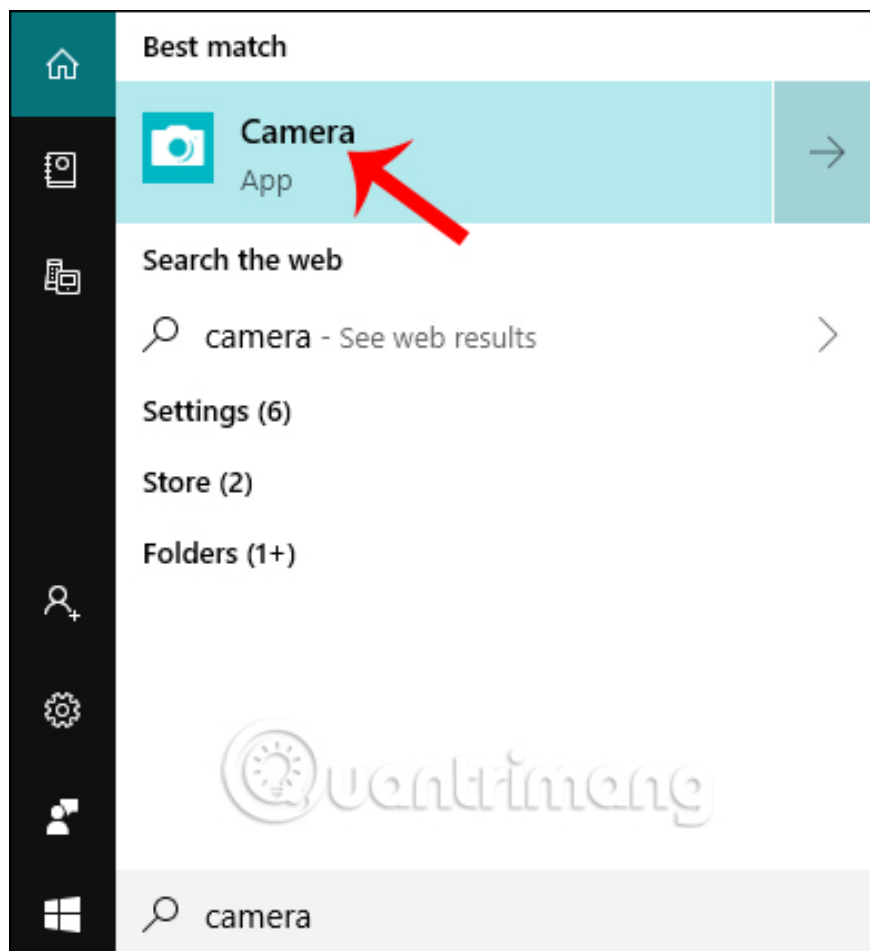 Best match
Camera
App
Search the web
camera - See web results
Settings (6)
Store (2)
Folders (1+)
Quantrimang
camera